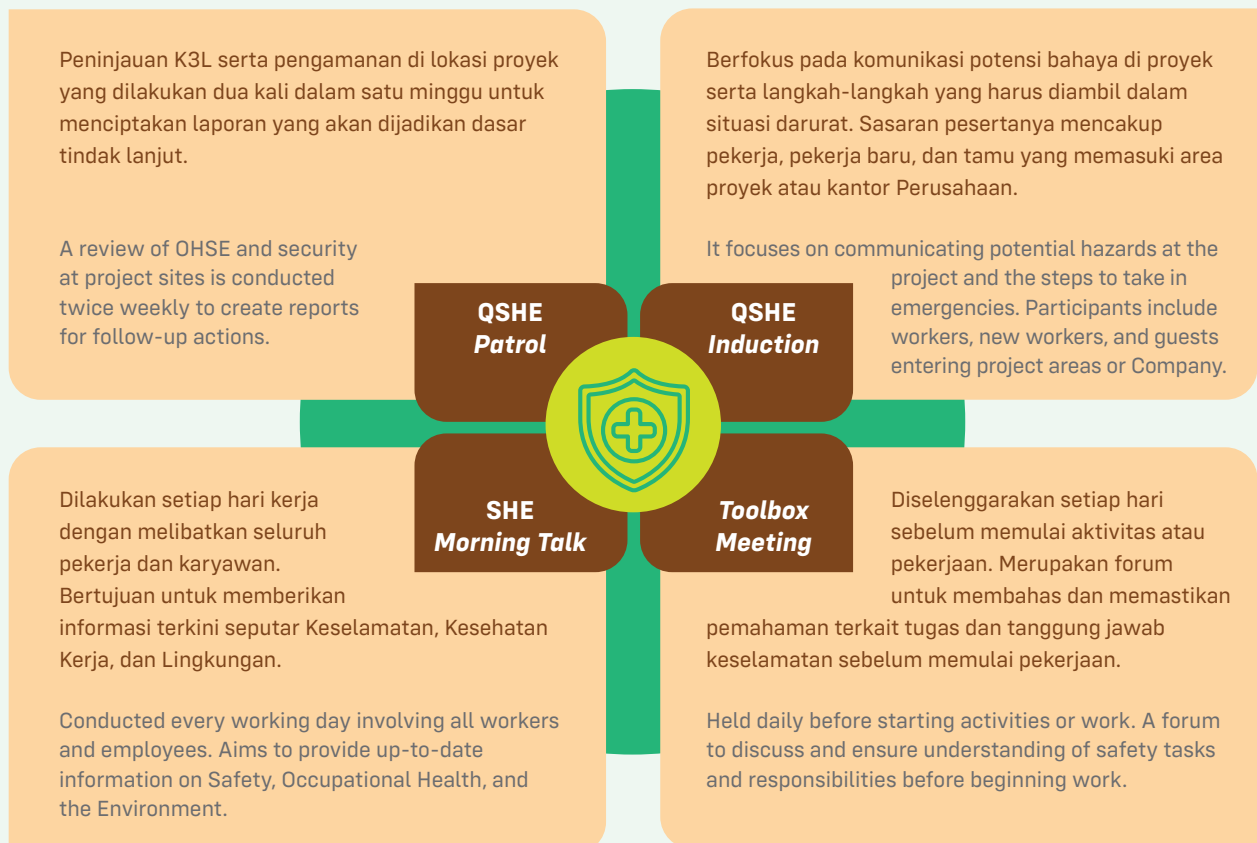 Peninjauan K3L serta pengamanan di lokasi proyek
yang dilakukan dua kali dalam satu minggu untuk
menciptakan laporan yang akan dijadikan dasar
tindak lanjut.
A review of OHSE and security
at project sites is conducted
twice weekly to create reports
for follow-up actions.
QSHE
Patrol
Berfokus pada komunikasi potensi bahaya di proyek
serta langkah-langkah yang harus diambil dalam
situasi darurat. Sasaran pesertanya mencakup
pekerja, pekerja baru, dan tamu yang memasuki area
proyek atau kantor Perusahaan.
It focuses on communicating potential hazards at the
project and the steps to take in
emergencies. Participants include
workers, new workers, and guests
entering project areas or Company.
QSHE
Induction
Dilakukan setiap hari kerja
dengan melibatkan seluruh
pekerja dan karyawan.
Bertujuan untuk memberikan
informasi terkini seputar Keselamatan, Kesehatan
Kerja, dan Lingkungan.
Conducted every working day involving all workers
and employees. Aims to provide up-to-date
information on Safety, Occupational Health, and
the Environment.
SHE
Morning Talk
Toolbox
Meeting
Diselenggarakan setiap hari
sebelum memulai aktivitas atau
pekerjaan. Merupakan forum
untuk membahas dan memastikan
pemahaman terkait tugas dan tanggung jawab
keselamatan sebelum memulai pekerjaan.
Held daily before starting activities or work. A forum
to discuss and ensure understanding of safety tasks
and responsibilities before beginning work.